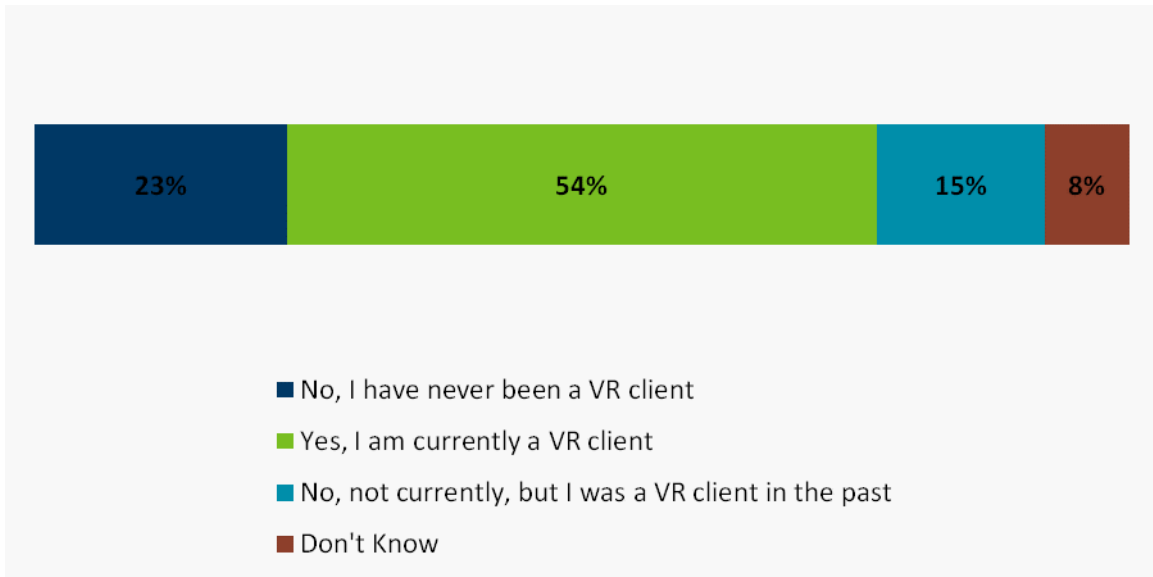 23% 54% 15% 8%
No, I have never been a VR client
Yes, I am currently a VR client
No, not currently, but I was a VR client in the past
Don't Know